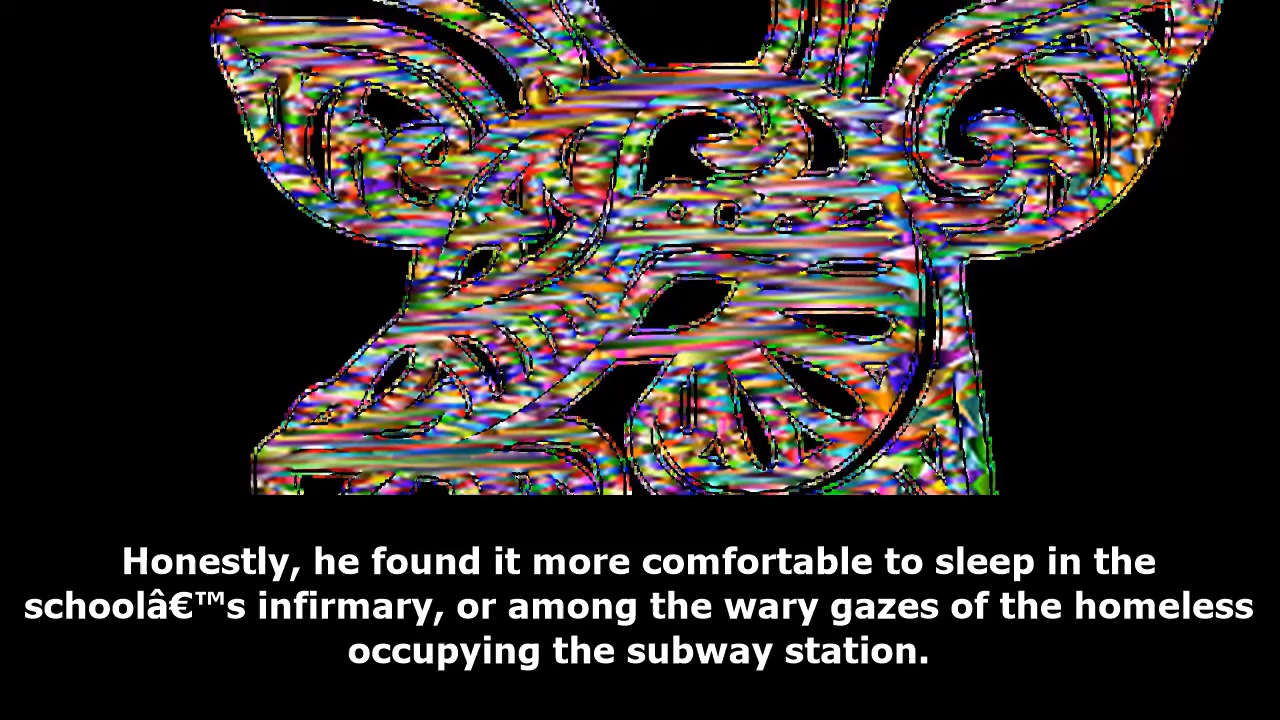 Honestly, he found it more comfortable to sleep in the
schoolâ€™s infirmary, or among the wary gazes of the homeless
occupying the subway station.